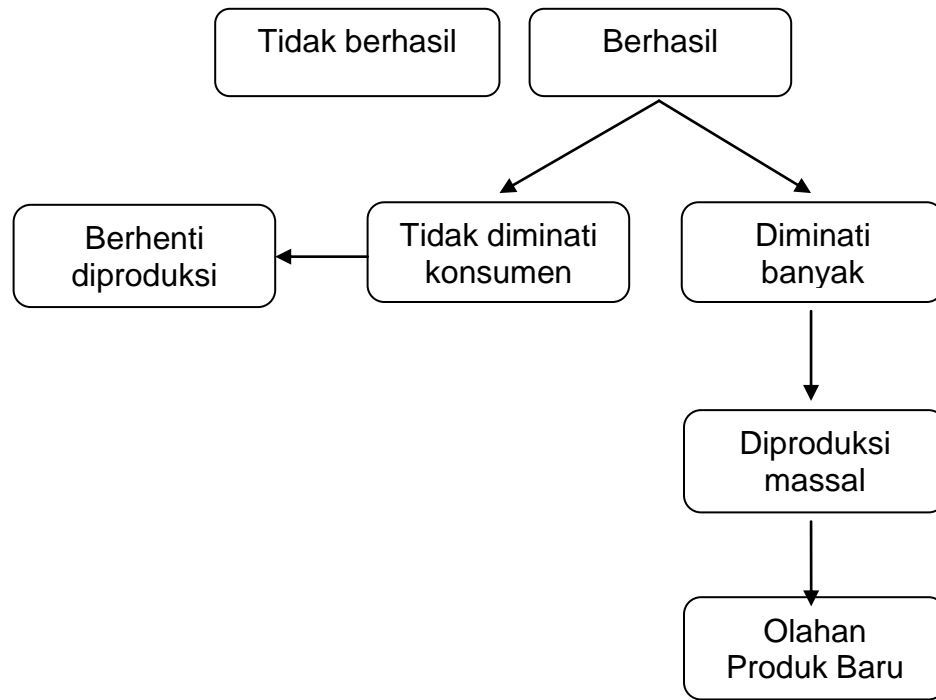 Tidak berhasil
Berhasil
Berhenti
diproduksi
Tidak diminati
konsumen
Diminati
banyak
Diproduksi
massal
Olahan
Produk Baru